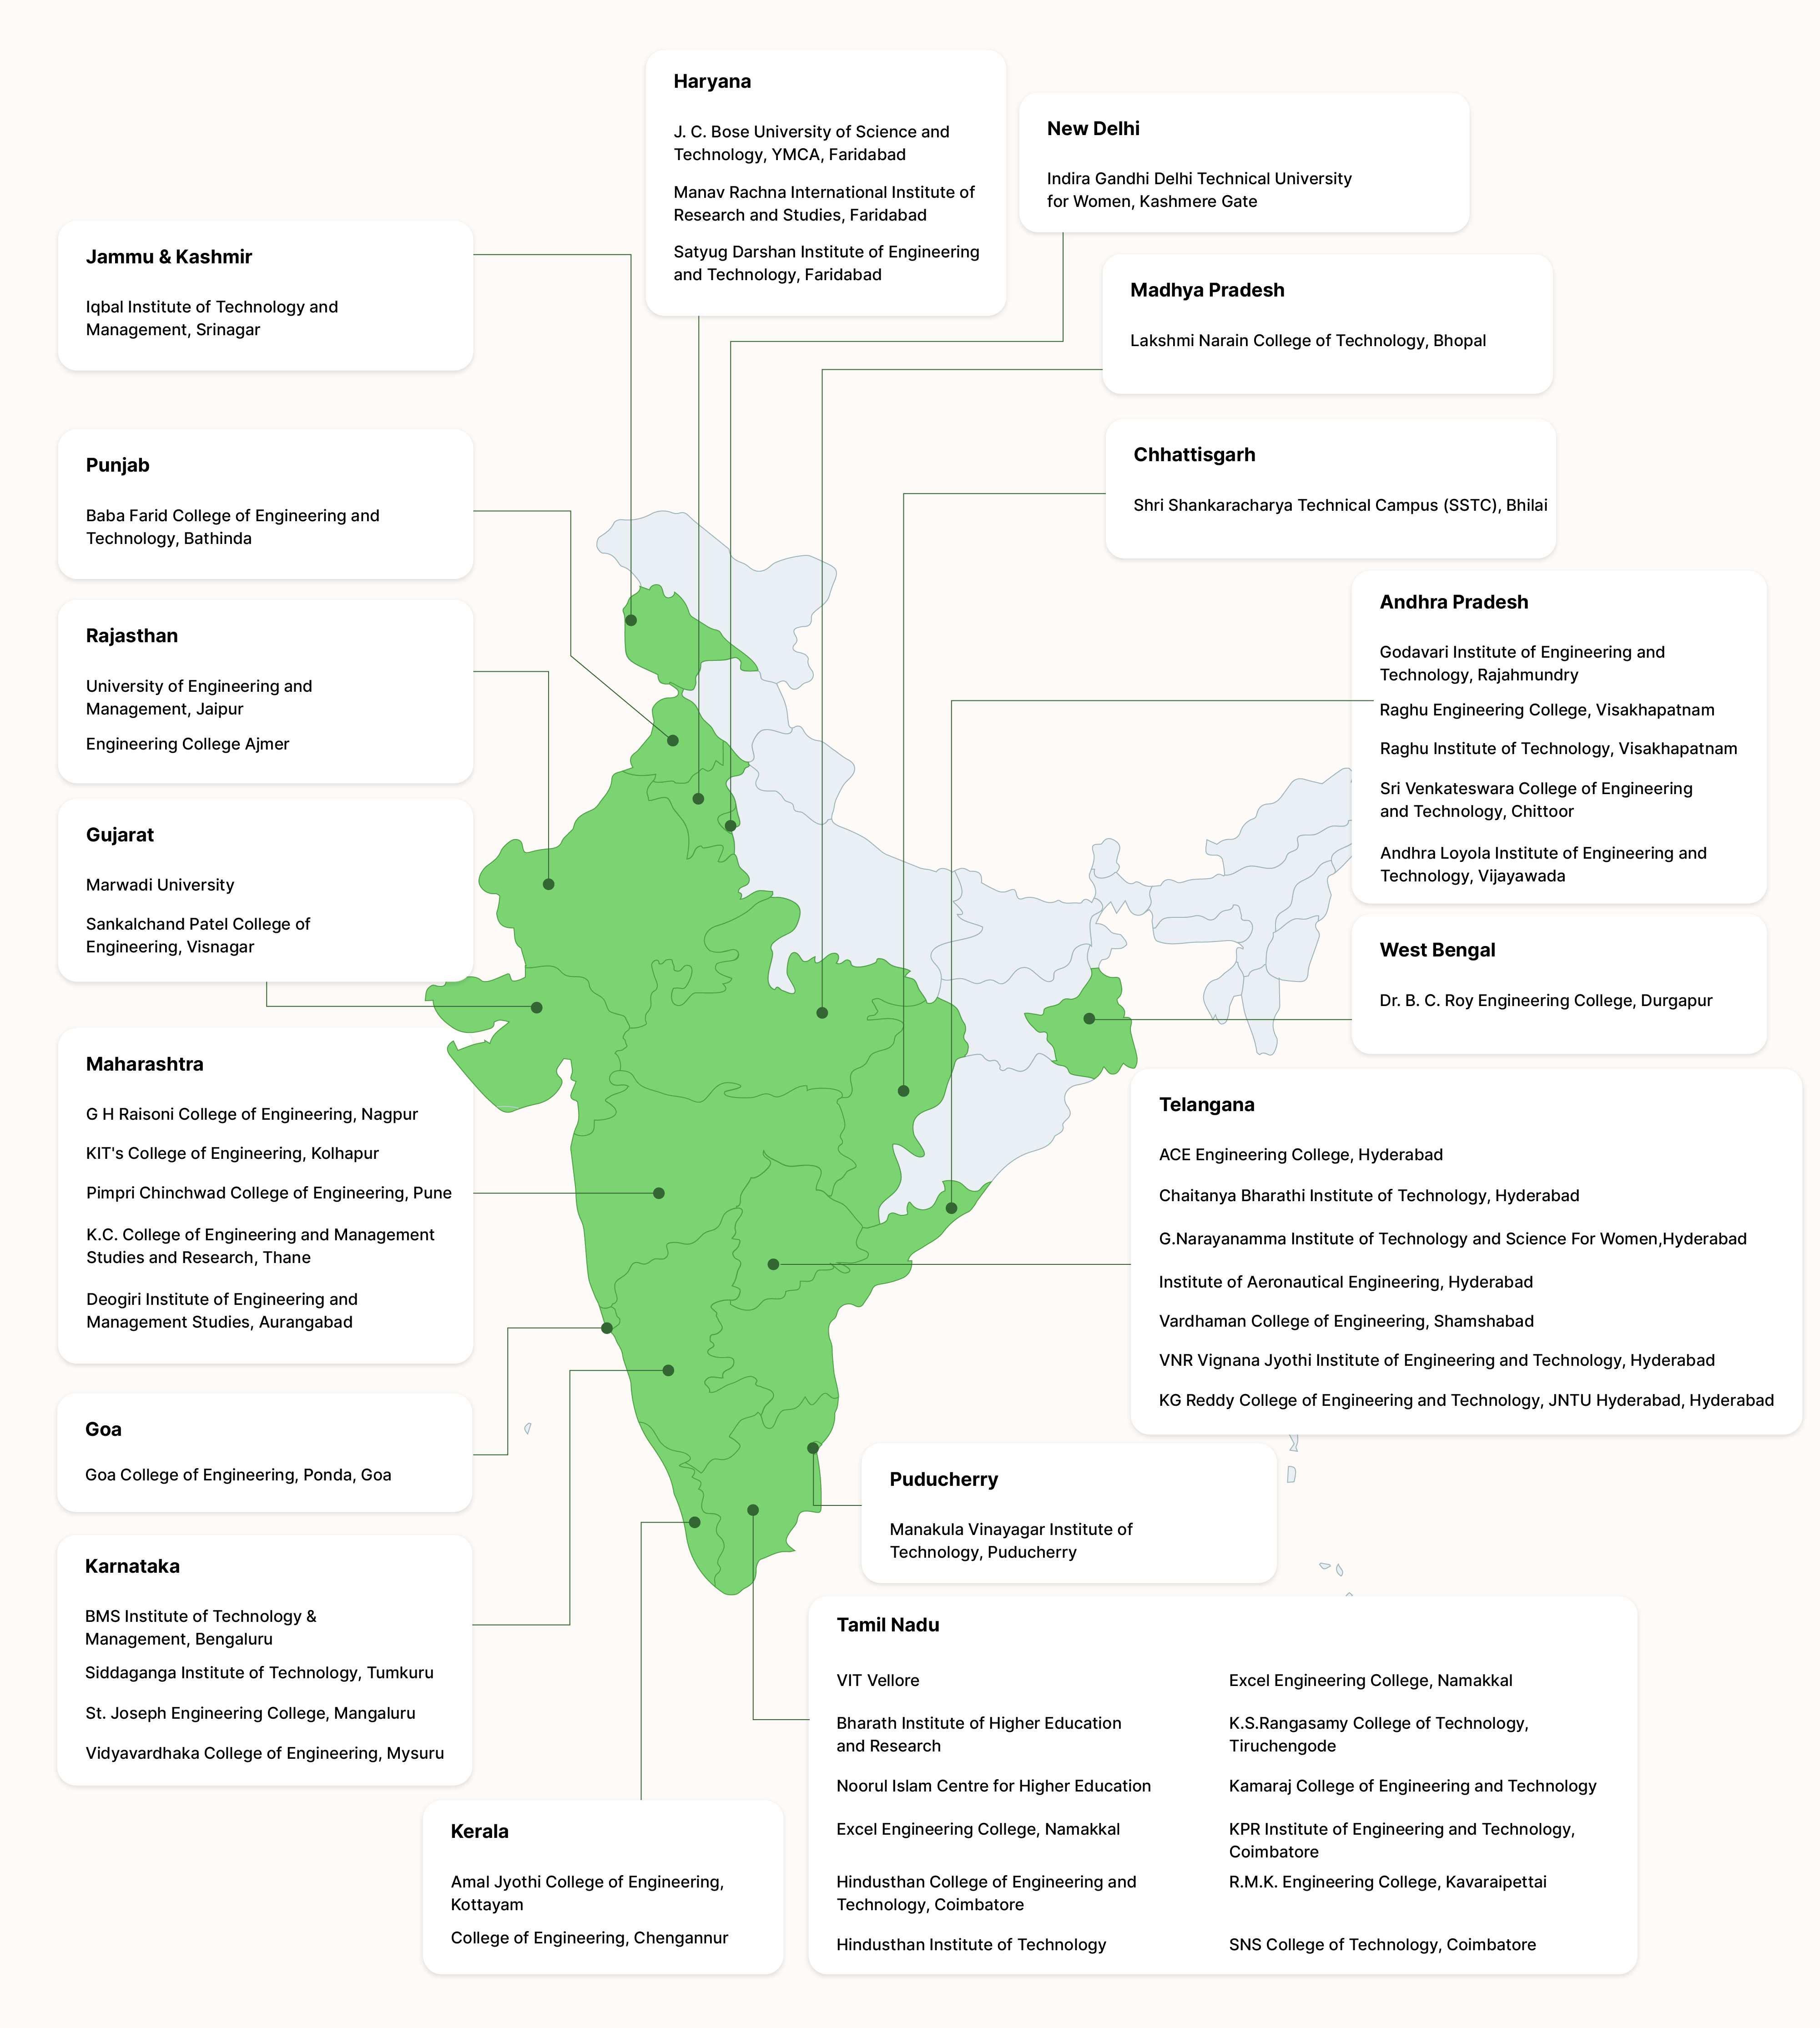 Haryana
J. C. Bose University of Science and
Technology, YMCA, Faridabad
Manav Rachna International Institute of
Research and Studies, Faridabad
Satyug Darshan Institute of Engineering
and Technology, Faridabad
New Delhi
Indira Gandhi Delhi Technical University
for Women, Kashmere Gate
Jammu & Kashmir
Iqbal Institute of Technology and
Management, Srinagar
Madhya Pradesh
Lakshmi Narain College of Technology, Bhopal
Punjab
Baba Farid College of Engineering and
Technology, Bathinda
Chhattisgarh
Shri Shankaracharya Technical Campus (SSTC), Bhilai
Rajasthan
University of Engineering and
Management, Jaipur
Engineering College Ajmer
Andhra Pradesh
Godavari Institute of Engineering and
Technology, Rajahmundry
Raghu Engineering College, Visakhapatnam
Raghu Institute of Technology, Visakhapatnam
Sri Venkateswara College of Engineering
and Technology, Chittoor
Andhra Loyola Institute of Engineering and
Technology, Vijayawada
Gujarat
Marwadi University
Sankalchand Patel College of
Engineering, Visnagar
West Bengal
Dr. B. C. Roy Engineering College, Durgapur
Maharashtra
G H Raisoni College of Engineering, Nagpur
KIT's College of Engineering, Kolhapur
Pimpri Chinchwad College of Engineering, Pune
K.C. College of Engineering and Management
Studies and Research, Thane
Deogiri Institute of Engineering and
Management Studies, Aurangabad
Telangana
ACE Engineering College, Hyderabad
Chaitanya Bharathi Institute of Technology, Hyderabad
G.Narayanamma Institute of Technology and Science For Women,Hyderabad
Institute of Aeronautical Engineering, Hyderabad
Vardhaman College of Engineering, Shamshabad
VNR Vignana Jyothi Institute of Engineering and Technology, Hyderabad
KG Reddy College of Engineering and Technology, JNTU Hyderabad, Hyderabad
Goa
Goa College of Engineering, Ponda, Goa
Puducherry
Manakula Vinayagar Institute of
Technology, Puducherry
Karnataka
BMS Institute of Technology &
Management, Bengaluru
Siddaganga Institute of Technology, Tumkuru
St. Joseph Engineering College, Mangaluru
Vidyavardhaka College of Engineering, Mysuru
Tamil Nadu
VIT Vellore
Bharath Institute of Higher Education
and Research
Noorul Islam Centre for Higher Education
Excel Engineering College, Namakkal
Hindusthan College of Engineering and
Technology, Coimbatore
Hindusthan Institute of Technology
Excel Engineering College, Namakkal
K.S.Rangasamy College of Technology,
Tiruchengode
Kamaraj College of Engineering and Technology
KPR Institute of Engineering and Technology,
Coimbatore
R.M.K. Engineering College, Kavaraipettai
SNS College of Technology, Coimbatore
Kerala
Amal Jyothi College of Engineering,
Kottayam
College of Engineering, Chengannur